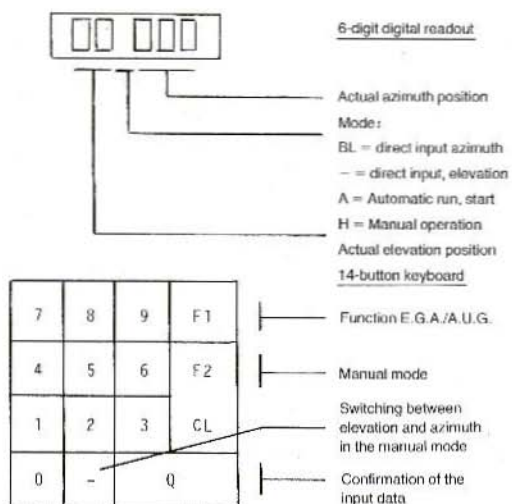 6-digit digital readout
Actual azimuth position
Mode:
BL = direct input azimuth
– = direct input, elevation
A = Automatic run, start
H = Manual operation
Actual elevation position
14-button keyboard
7 8 9 F1
Function E.G.A./A.U.G.
4 5 6 F2
Manual mode
1 2 3 CL
Switching between
elevation and azimuth
in the manual mode
0 – Q
Confirmation of the
input data